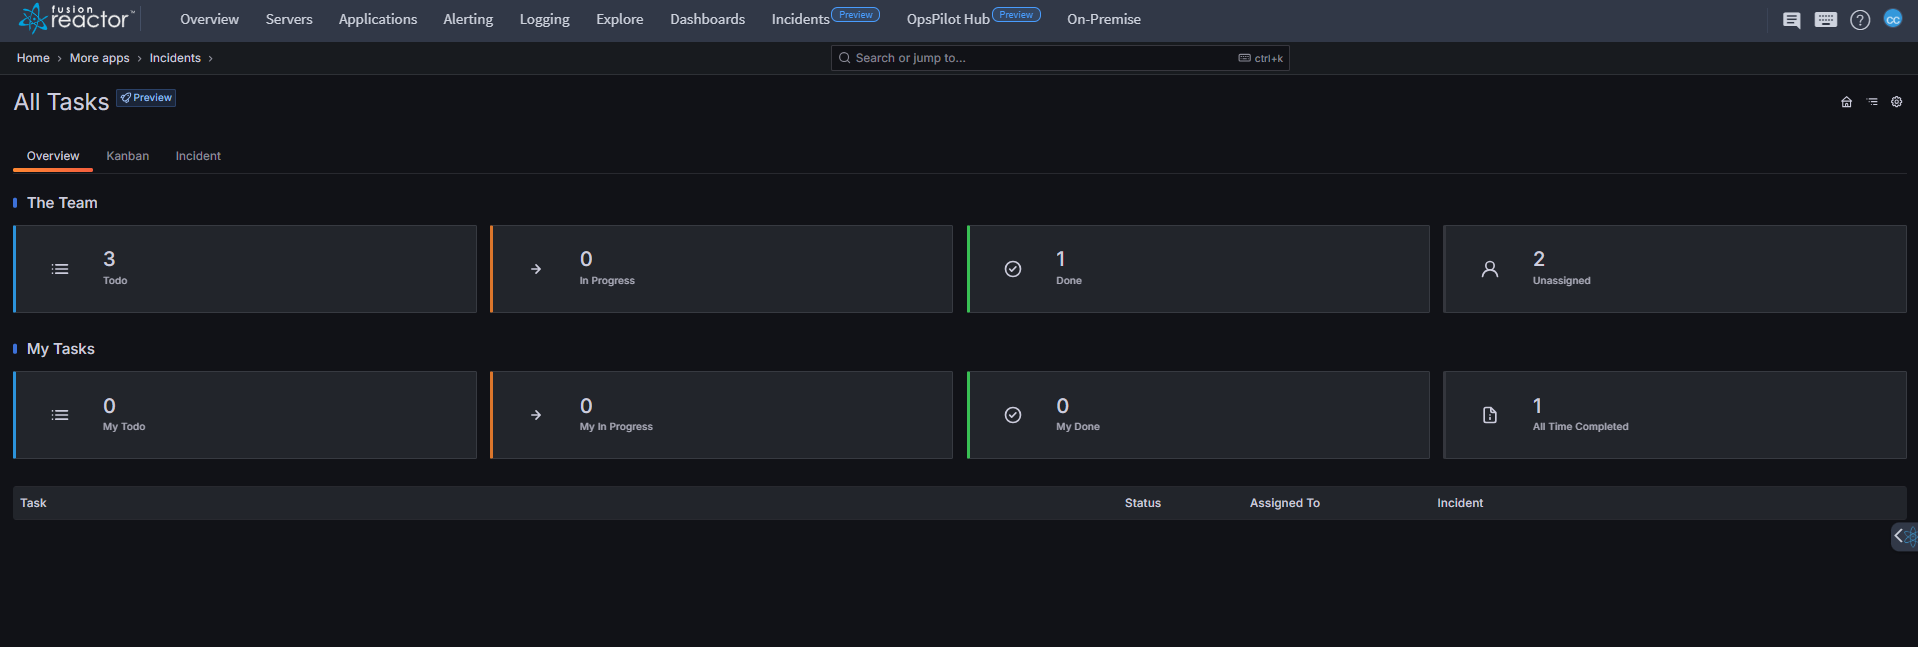 fusion reactor™
Overview Servers Applications Alerting Logging Explore Dashboards Incidents Preview OpsPilot Hub Preview On-Premise CC
Home › More apps › Incidents ›
Search or jump to... ctrl+k
All Tasks Preview
Overview Kanban Incident
The Team
3 0 1 2
Todo In Progress Done Unassigned
My Tasks
0 0 0 1
My Todo My In Progress My Done All Time Completed
Task Status Assigned To Incident